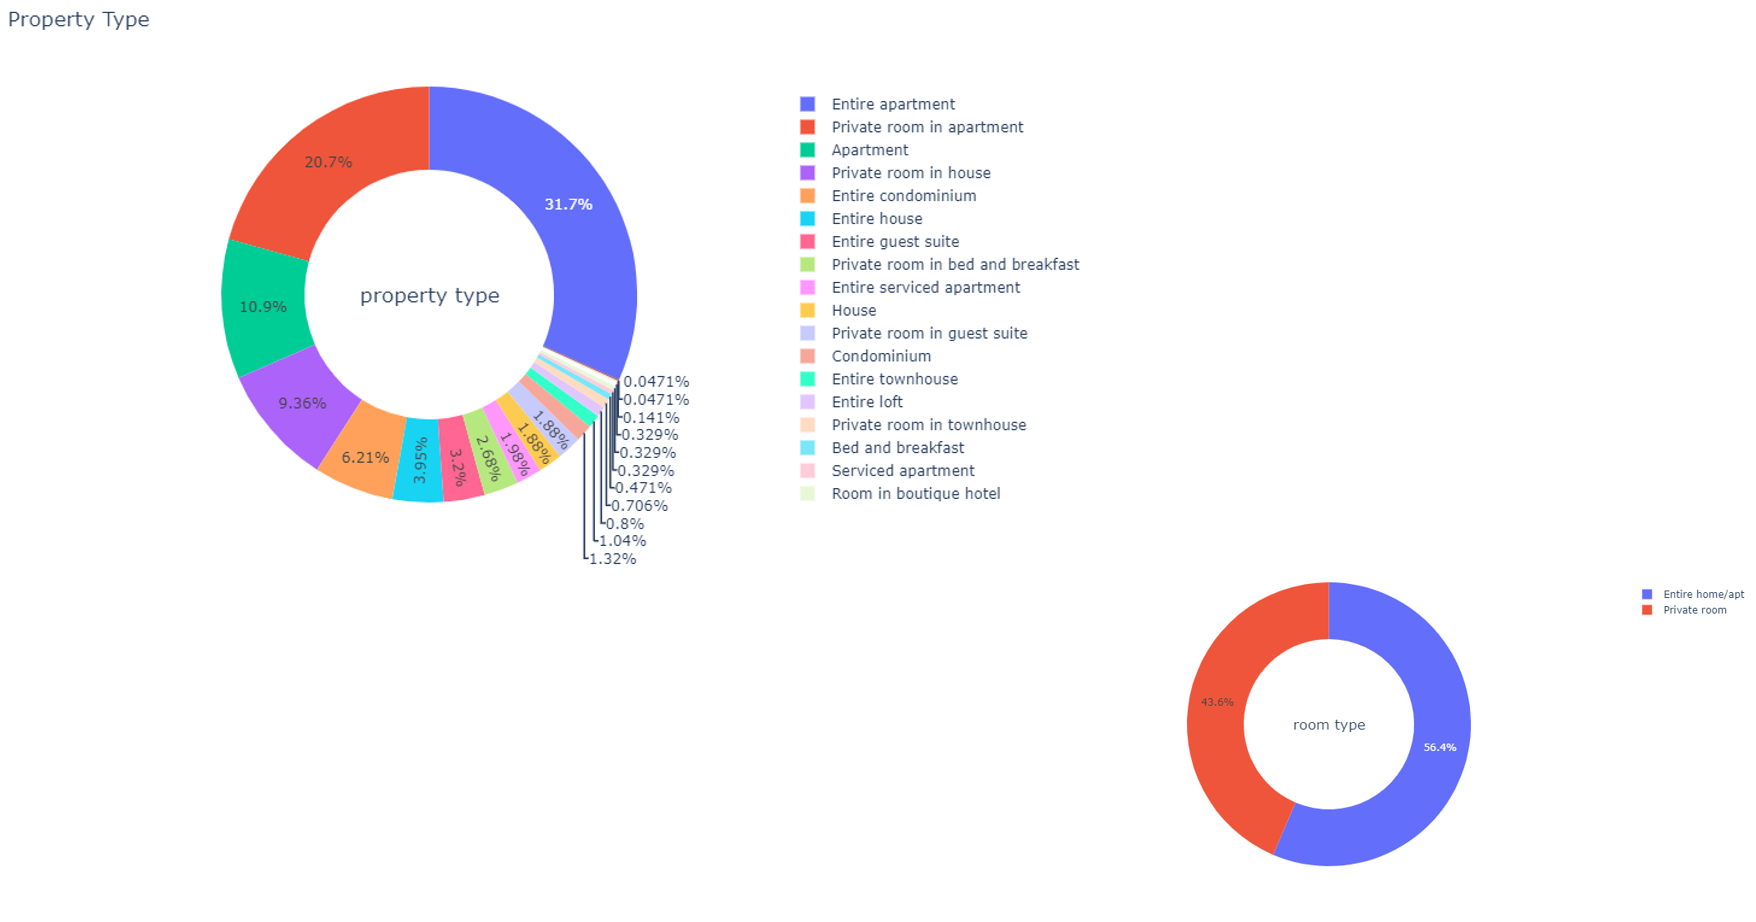 Property Type
31.7%
20.7%
10.9%
9.36%
6.21%
3.95%
3.2%
2.68%
1.98%
1.88%
1.88%
0.0471%
0.0471%
0.141%
0.329%
0.329%
0.329%
0.471%
0.706%
0.8%
1.04%
1.32%
property type
Entire apartment
Private room in apartment
Apartment
Private room in house
Entire condominium
Entire house
Entire guest suite
Private room in bed and breakfast
Entire serviced apartment
House
Private room in guest suite
Condominium
Entire townhouse
Entire loft
Private room in townhouse
Bed and breakfast
Serviced apartment
Room in boutique hotel
43.6%
room type
56.4%
Entire home/apt
Private room